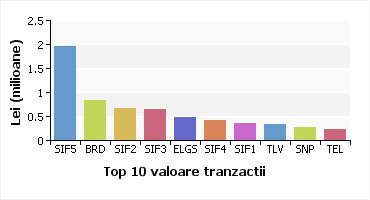 Lei (milioane)
2.5
2
1.5
1
0.5
0
SIF5 BRD SIF2 SIF3 ELGS SIF4 SIF1 TLV SNP TEL
Top 10 valoare tranzactii